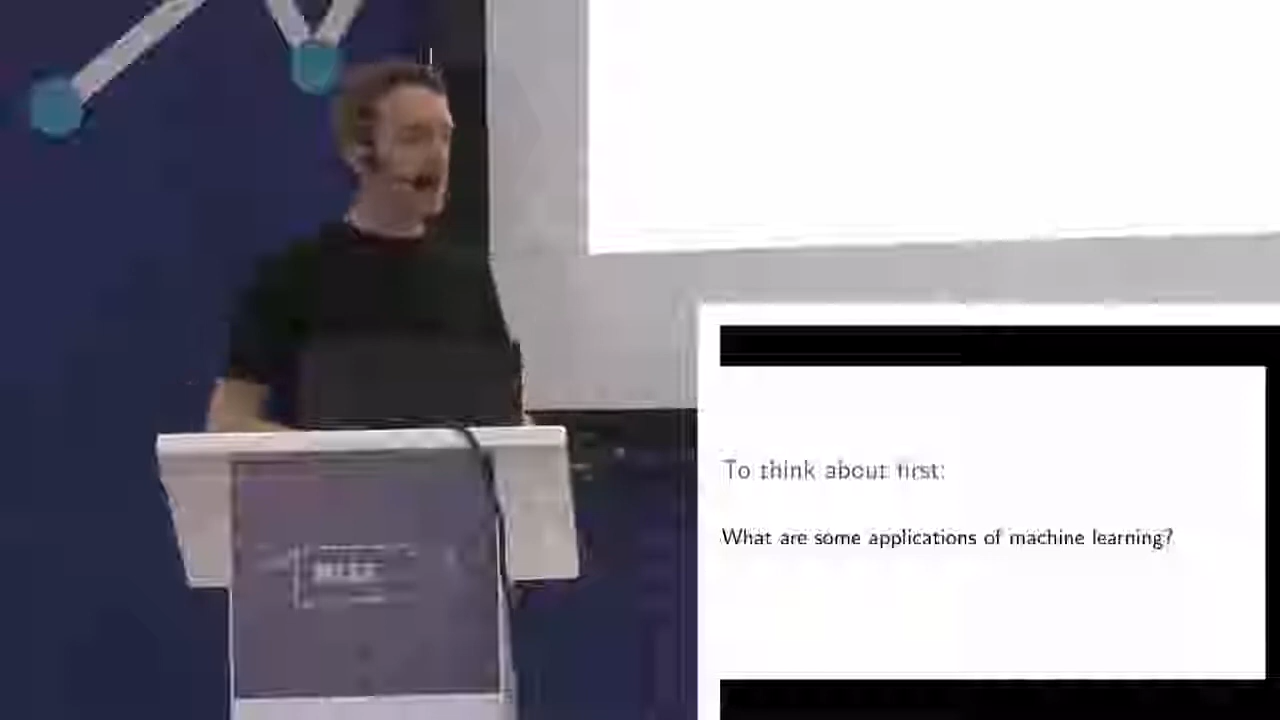 To think about first:
What are some applications of machine learning?